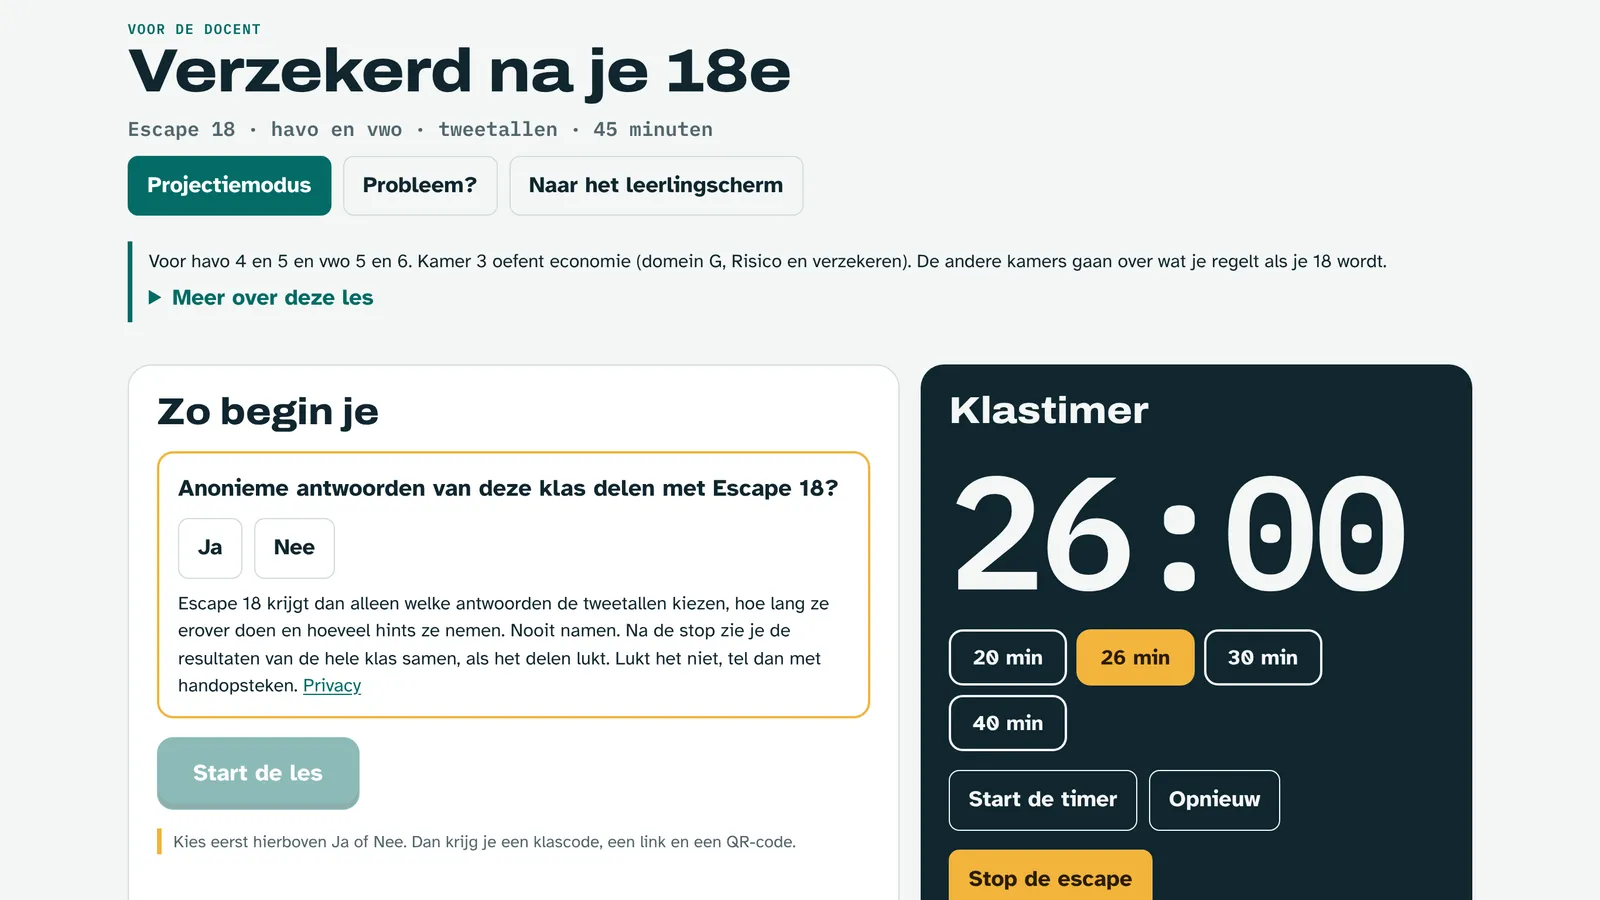 VOOR DE DOCENT
Verzekerd na je 18e
Escape 18 · havo en vwo · tweetallen · 45 minuten
Projectiemodus
Probleem?
Naar het leerlingscherm
Voor havo 4 en 5 en vwo 5 en 6. Kamer 3 oefent economie (domein G, Risico en verzekeren). De andere kamers gaan over wat je regelt als je 18 wordt.
Meer over deze les
Zo begin je
Anonieme antwoorden van deze klas delen met Escape 18?
Ja
Nee
Escape 18 krijgt dan alleen welke antwoorden de tweetallen kiezen, hoe lang ze
erover doen en hoeveel hints ze nemen. Nooit namen. Na de stop zie je de
resultaten van de hele klas samen, als het delen lukt. Lukt het niet, tel dan met
handopsteken. Privacy
Start de les
Kies eerst hierboven Ja of Nee. Dan krijg je een klascode, een link en een QR-code.
Klastimer
26:00
20 min
26 min
30 min
40 min
Start de timer
Opnieuw
Stop de escape